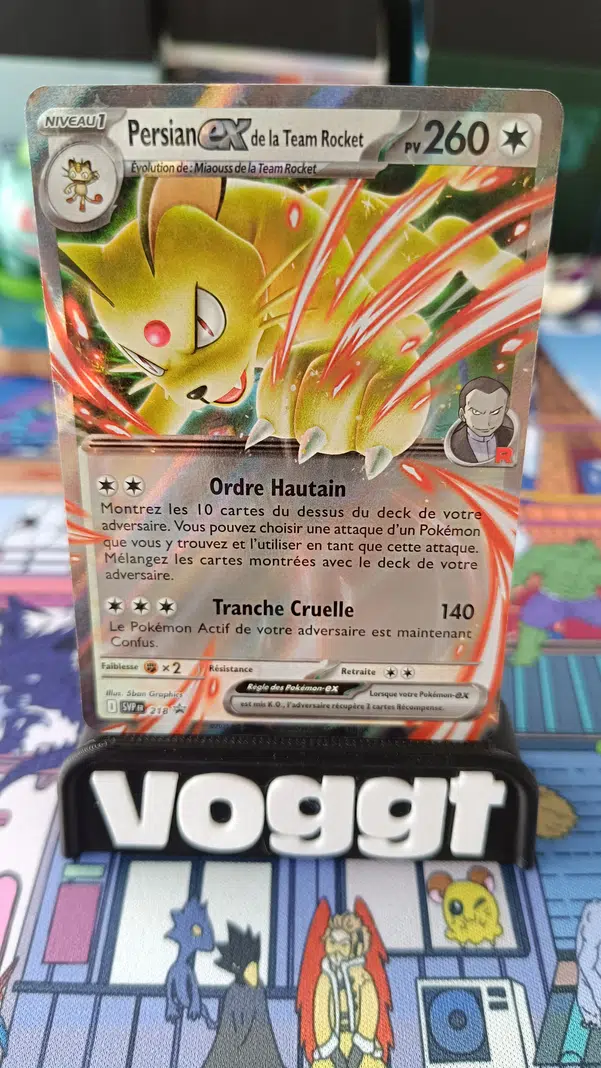 NIVEAU 1
Persian ex de la Team Rocket
PV 260
Évolution de : Miaouss de la Team Rocket
R
Ordre Hautain
Montrez les 10 cartes du dessus du deck de votre
adversaire. Vous pouvez choisir une attaque d'un Pokémon
que vous y trouvez et l'utiliser en tant que cette attaque.
Mélangez les cartes montrées avec le deck de votre
adversaire.
Tranche Cruelle 140
Le Pokémon Actif de votre adversaire est maintenant
Confus.
Faiblesse ×2 Résistance Retraite
Illus. 5ban Graphics
Règle des Pokémon-ex Lorsque votre Pokémon-ex
est mis K.O., l'adversaire récupère 2 cartes Récompense.
SVP FR 218
voggt